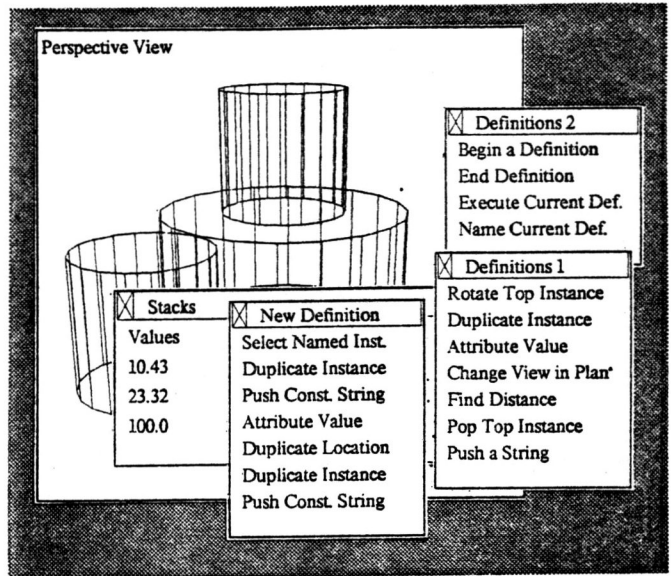 Perspective View
Definitions 2
Begin a Definition
End Definition
Execute Current Def.
Name Current Def.
Definitions 1
Rotate Top Instance
Duplicate Instance
Attribute Value
Change View in Plan
Find Distance
Pop Top Instance
Push a String
Stacks
Values
10.43
23.32
100.0
New Definition
Select Named Inst.
Duplicate Instance
Push Const. String
Attribute Value
Duplicate Location
Duplicate Instance
Push Const. String